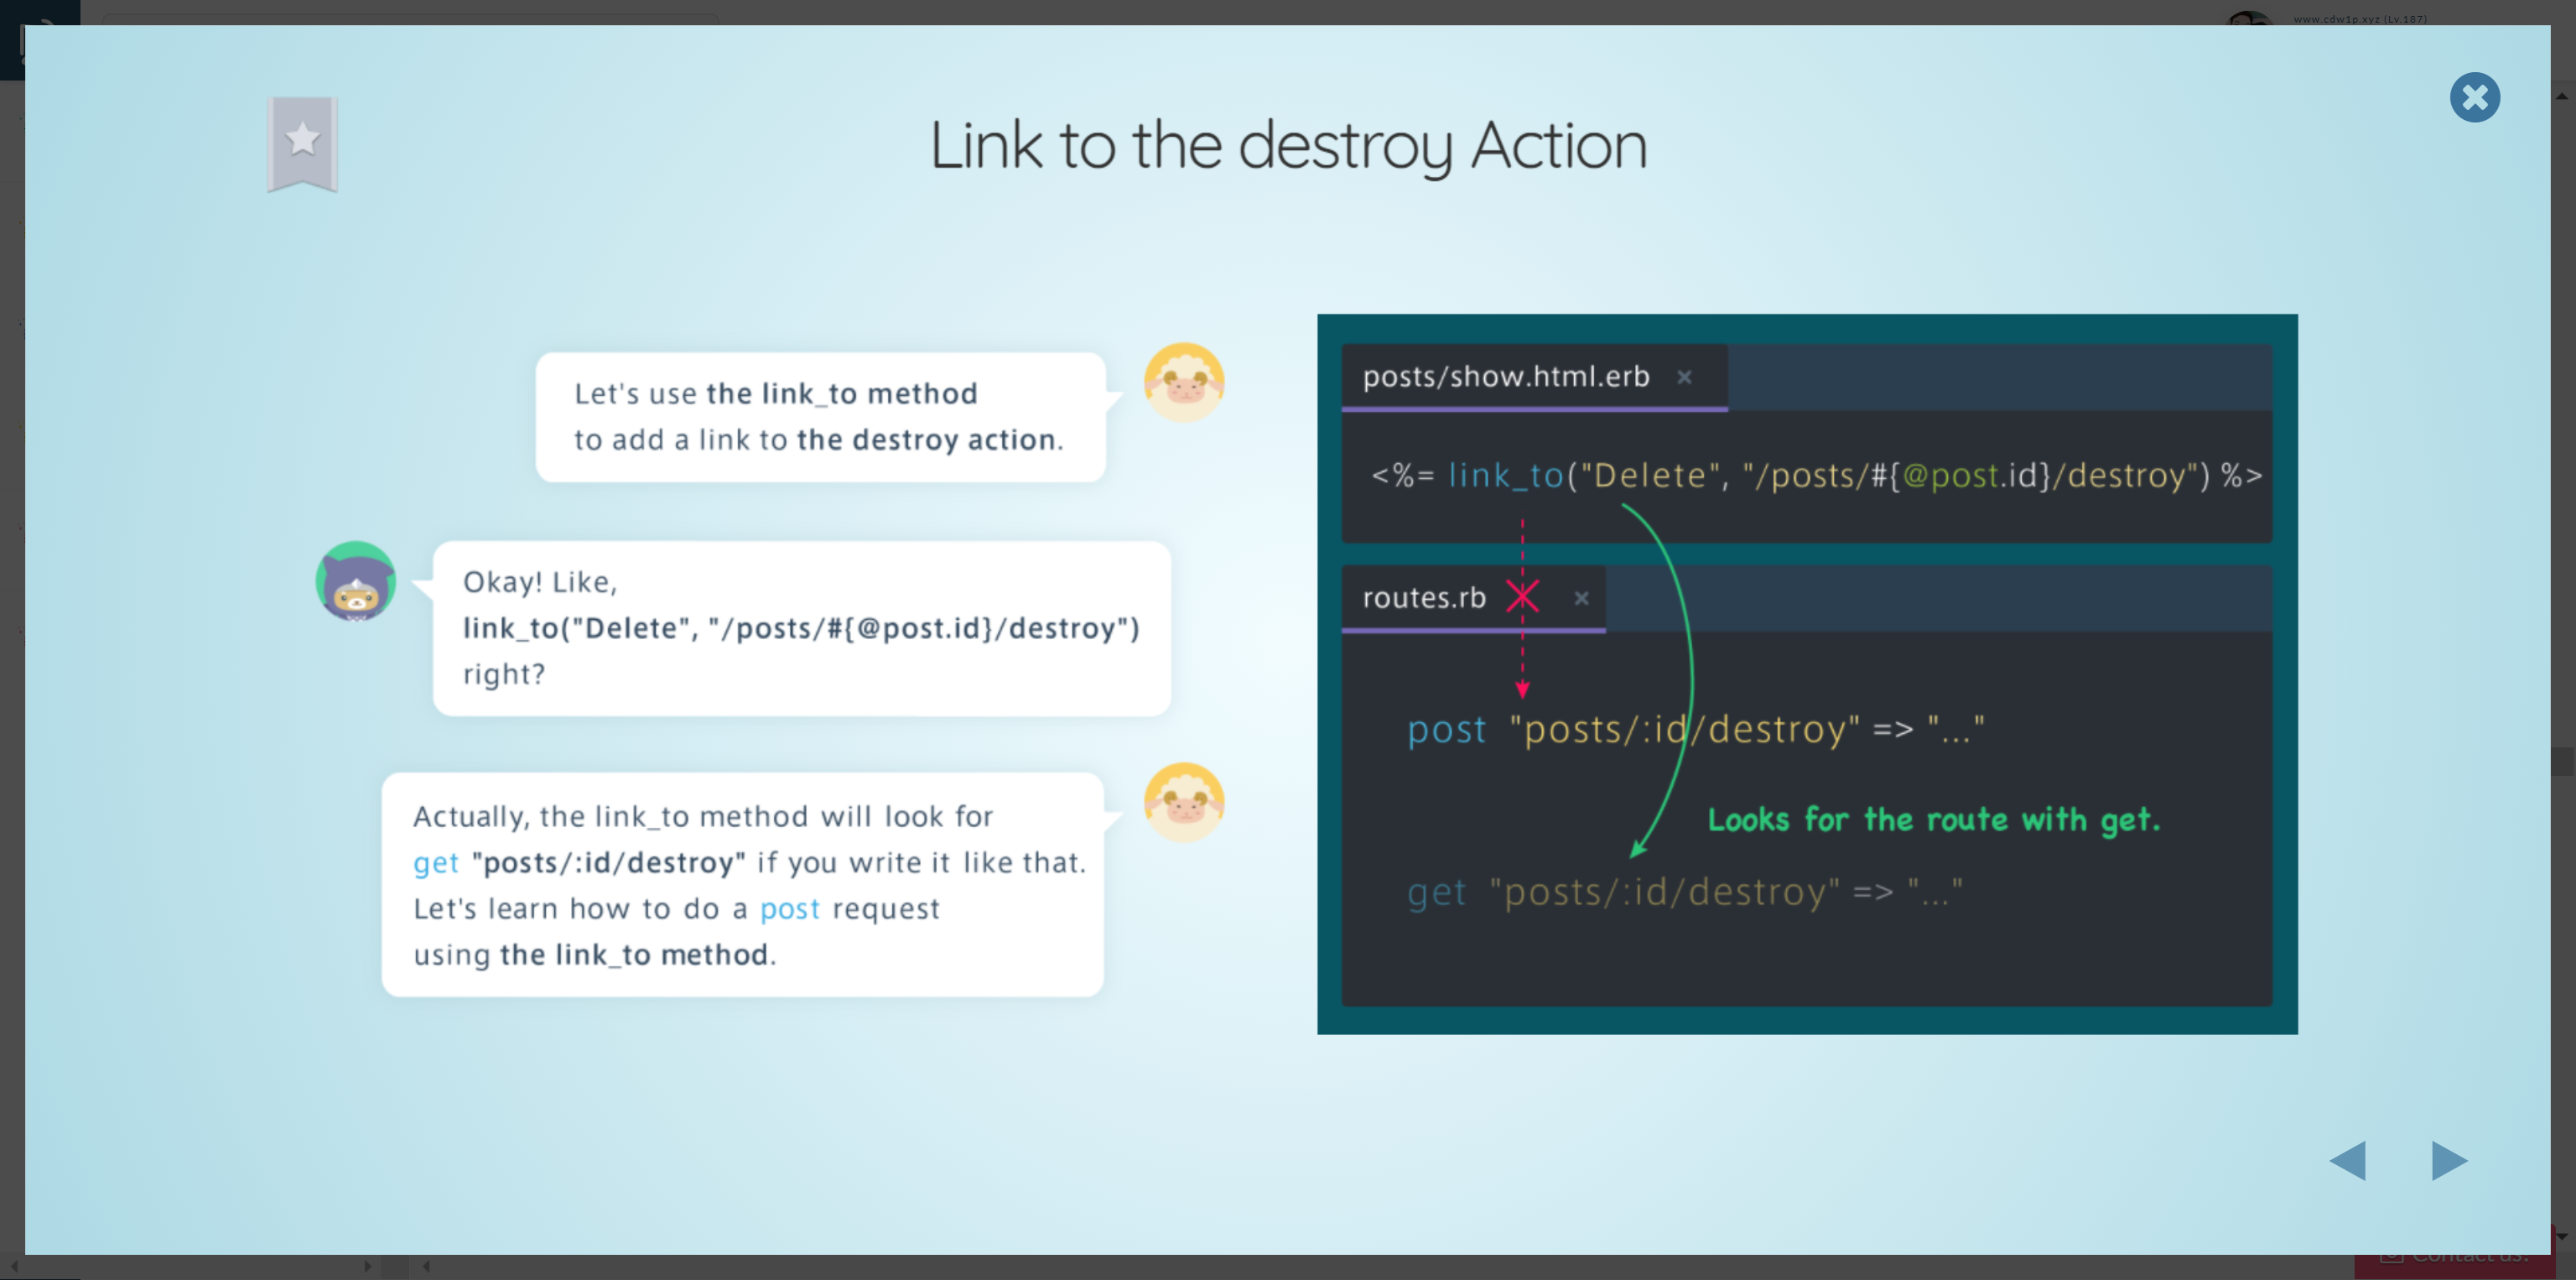 www.cdw1p.xyz (Lv.187)
Link to the destroy Action
Let's use the link_to method
to add a link to the destroy action.
Okay! Like,
link_to("Delete", "/posts/#{@post.id}/destroy")
right?
Actually, the link_to method will look for
get "posts/:id/destroy" if you write it like that.
Let's learn how to do a post request
using the link_to method.
posts/show.html.erb ×
<%= link_to("Delete", "/posts/#{@post.id}/destroy") %>
routes.rb ×
post "posts/:id/destroy" => "..."
Looks for the route with get.
get "posts/:id/destroy" => "..."
Contact us!